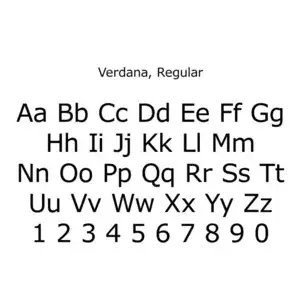 Verdana, Regular
Aa Bb Cc Dd Ee Ff Gg
Hh Ii Jj Kk Ll Mm
Nn Oo Pp Qq Rr Ss Tt
Uu Vv Ww Xx Yy Zz
1 2 3 4 5 6 7 8 9 0